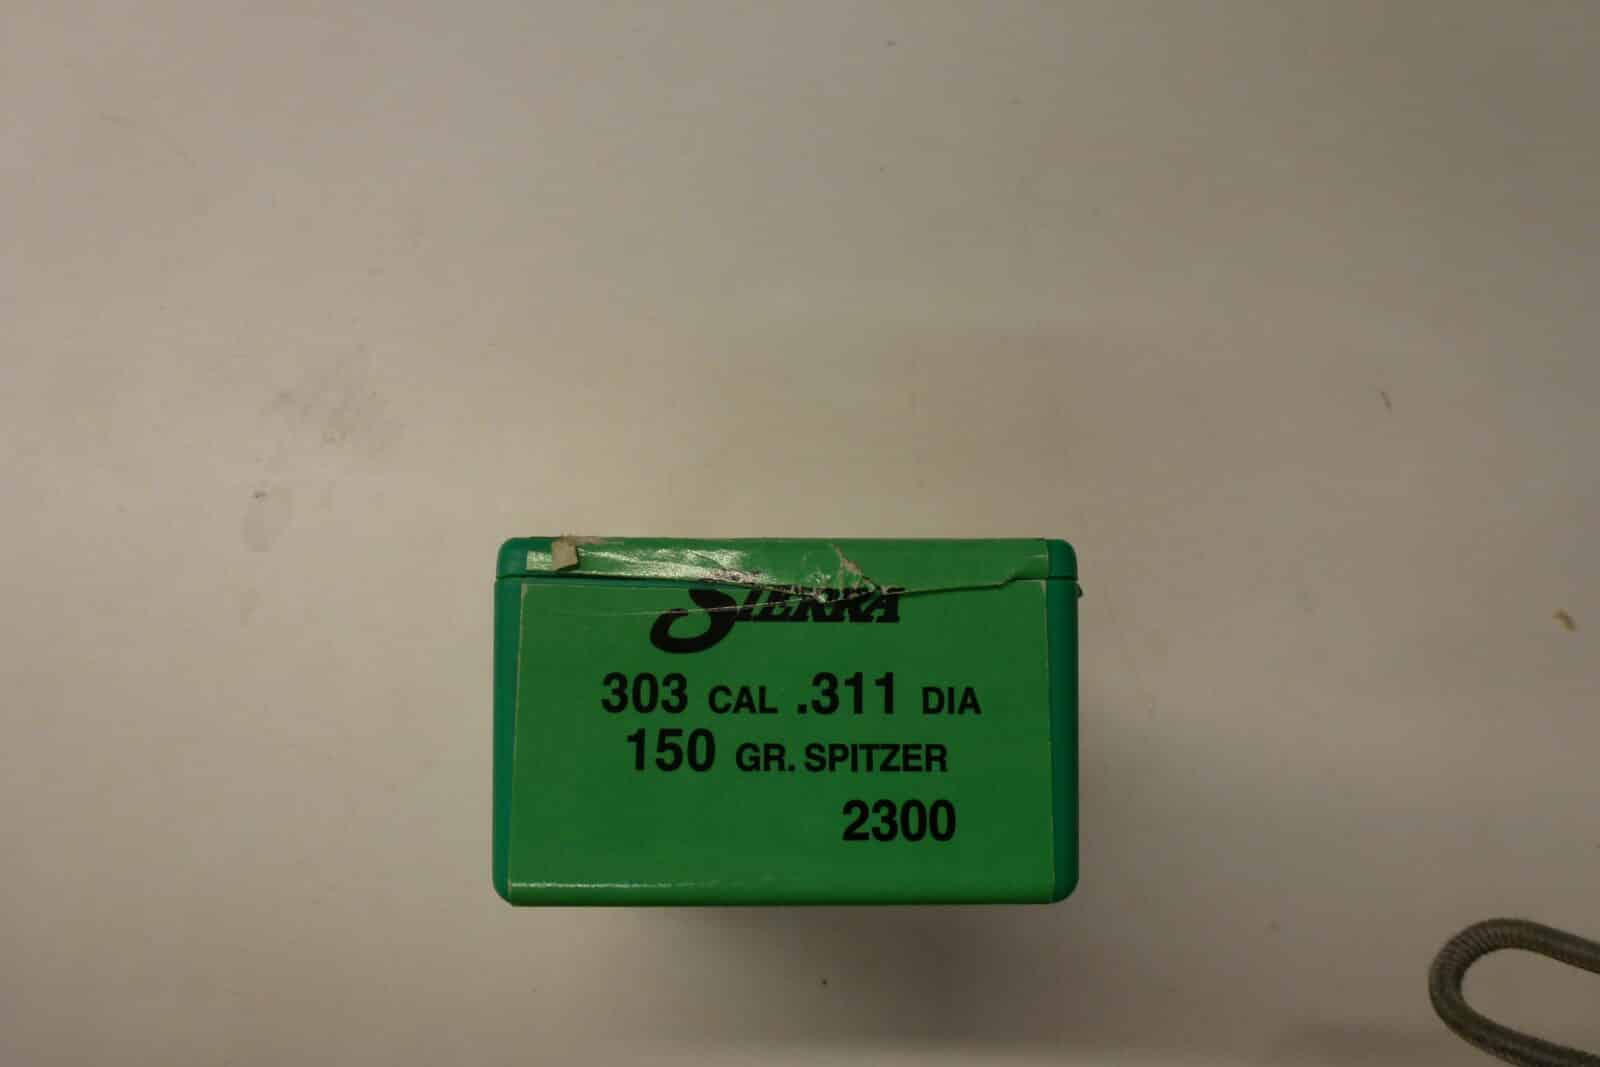 SIERRA
303 CAL .311 DIA
150 GR. SPITZER
2300